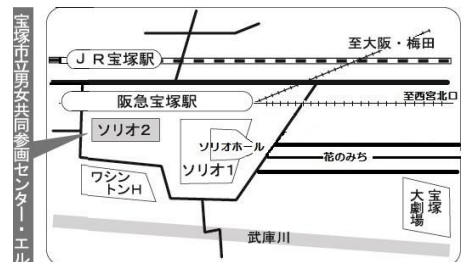 宝塚市立男女共同参画センター・エル
ＪＲ宝塚駅
至大阪・梅田
阪急宝塚駅
至西宮北口
ソリオ2
ソリオホール
ソリオ1
花のみち
ワシン
トンH
宝塚
大劇場
武庫川